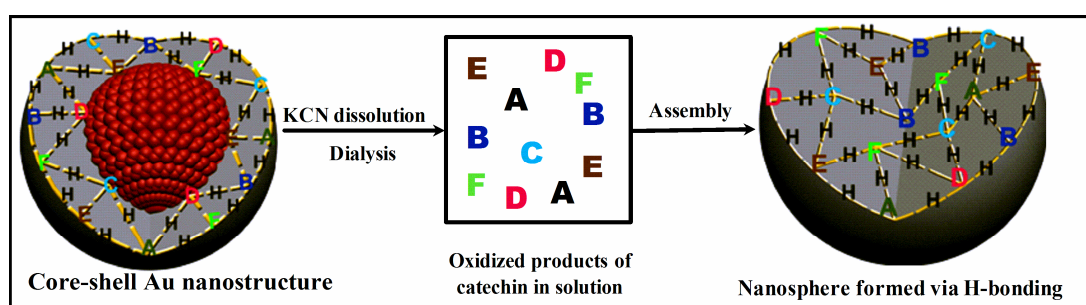 H C H B H D H
A H H E F H C
H H
B H D
H E A
F H H
H C H B
H D H
E H H F
H A H
Core-shell Au nanostructure
KCN dissolution
Dialysis
E D
F
A B
B
C
E
F D A
Oxidized products of
catechin in solution
Assembly
F H B H C H
H E H F H H E
D H C H H A
H H B H C H B
E H F H H
H H D H
A
Nanosphere formed via H-bonding